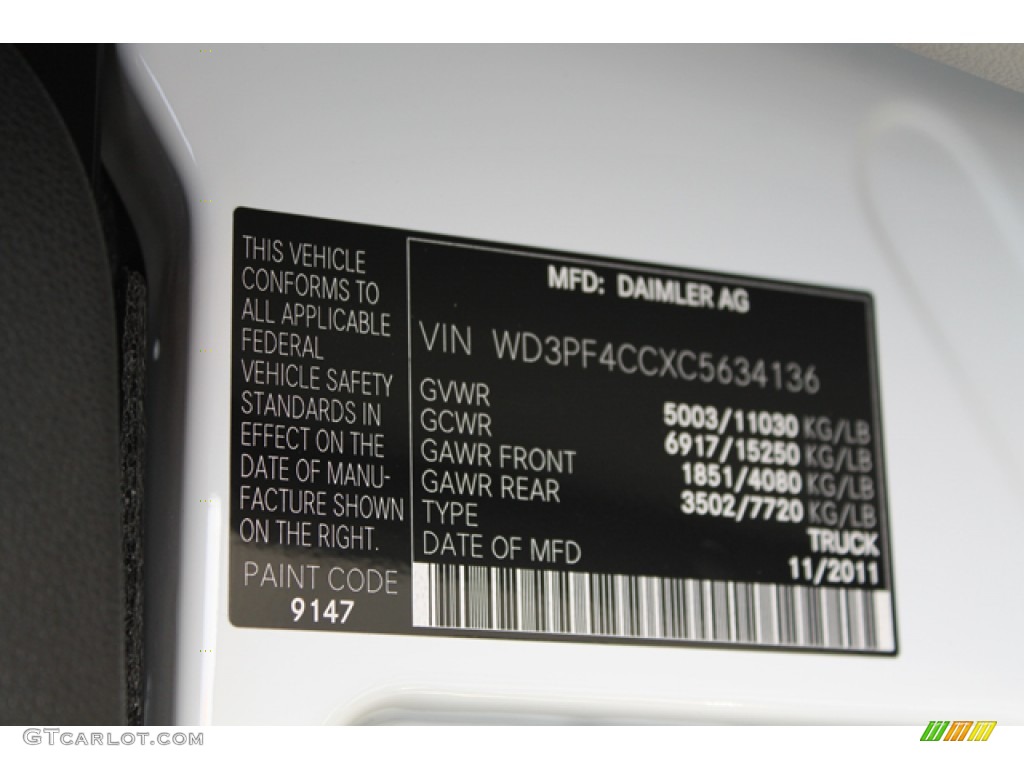 THIS VEHICLE
CONFORMS TO
ALL APPLICABLE
FEDERAL
VEHICLE SAFETY
STANDARDS IN
EFFECT ON THE
DATE OF MANU-
FACTURE SHOWN
ON THE RIGHT.
PAINT CODE
9147
MFD: DAIMLER AG
VIN WD3PF4CCXC5634136
GVWR 5003/11030 KG/LB
GCWR 6917/15250 KG/LB
GAWR FRONT 1851/4080 KG/LB
GAWR REAR 3502/7720 KG/LB
TYPE TRUCK
DATE OF MFD 11/2011
GTCARLOT.COM